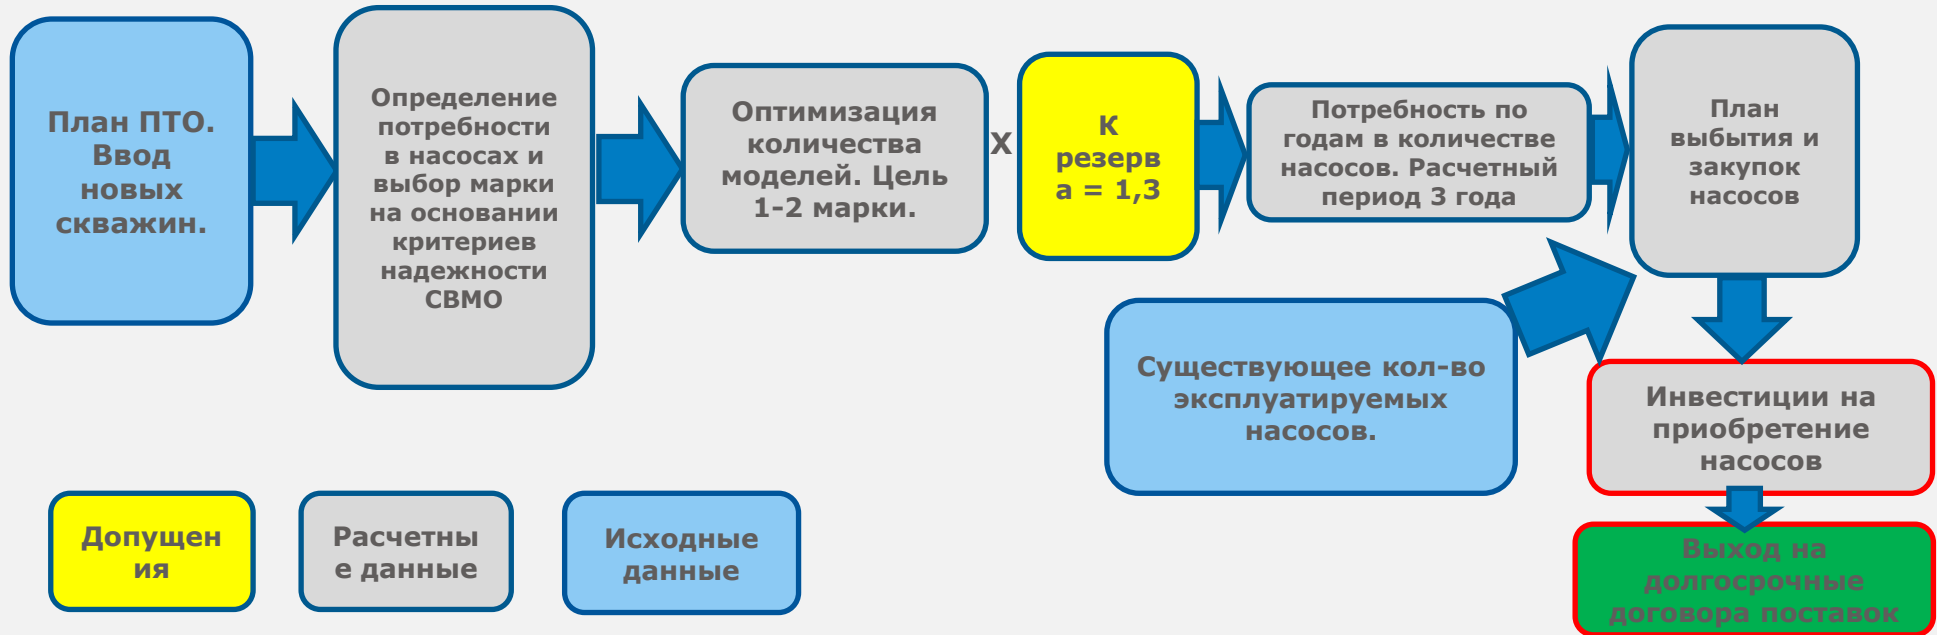 План ПТО.
Ввод
новых
скважин.
Определение
потребности
в насосах и
выбор марки
на основании
критериев
надежности
СВМО
Оптимизация
количества
моделей. Цель
1-2 марки.
X
К
резерв
а = 1,3
Потребность по
годам в количестве
насосов. Расчетный
период 3 года
План
выбытия и
закупок
насосов
Существующее кол-во
эксплуатируемых
насосов.
Инвестиции на
приобретение
насосов
Выход на
долгосрочные
договора поставок
Допущен
ия
Расчетны
е данные
Исходные
данные